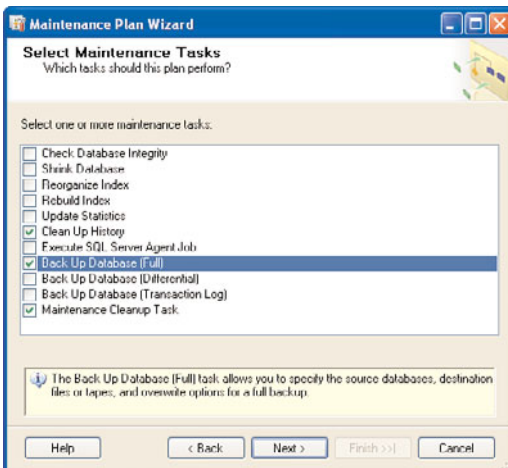 Maintenance Plan Wizard
Select Maintenance Tasks
Which tasks should this plan perform?
Select one or more maintenance tasks:
Check Database Integrity
Shrink Database
Reorganize Index
Rebuild Index
Update Statistics
Clean Up History
Execute SQL Server Agent Job
Back Up Database (Full)
Back Up Database (Differential)
Back Up Database (Transaction Log)
Maintenance Cleanup Task
The Back Up Database (Full) task allows you to specify the source databases, destination
files or tapes, and overwrite options for a full backup.
Help < Back Next > Finish >>| Cancel